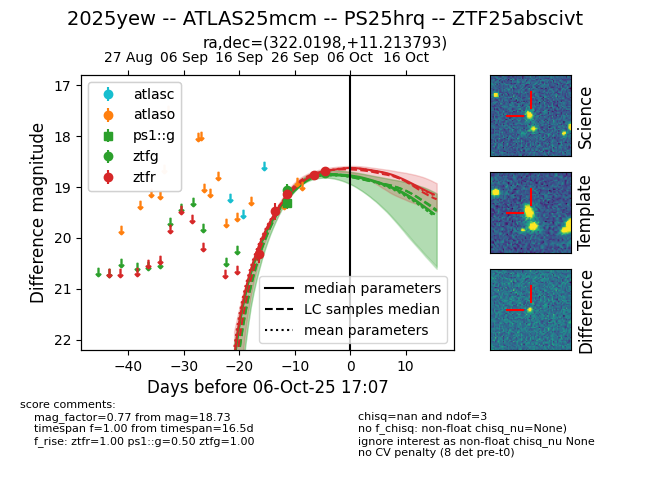 2025yew -- ATLAS25mcm -- PS25hrq -- ZTF25abscivt
ra,dec=(322.0198,+11.213793)
27 Aug 06 Sep 16 Sep 26 Sep 06 Oct 16 Oct
17
18
19
20
21
22
Difference magnitude
atlasc
atlaso
ps1::g
ztfg
ztfr
median parameters
LC samples median
mean parameters
−40 −30 −20 −10 0 10
Days before 06-Oct-25 17:07
Science
Template
Difference
score comments:
mag_factor=0.77 from mag=18.73
timespan f=1.00 from timespan=16.5d
f_rise: ztfr=1.00 ps1::g=0.50 ztfg=1.00
chisq=nan and ndof=3
no f_chisq: non-float chisq_nu=None)
ignore interest as non-float chisq_nu None
no CV penalty (8 det pre-t0)